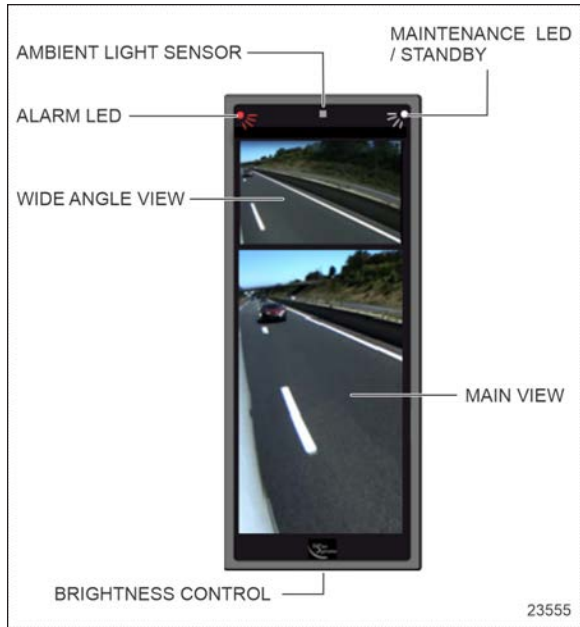 AMBIENT LIGHT SENSOR
MAINTENANCE LED
/ STANDBY
ALARM LED
WIDE ANGLE VIEW
MAIN VIEW
BRIGHTNESS CONTROL
23555